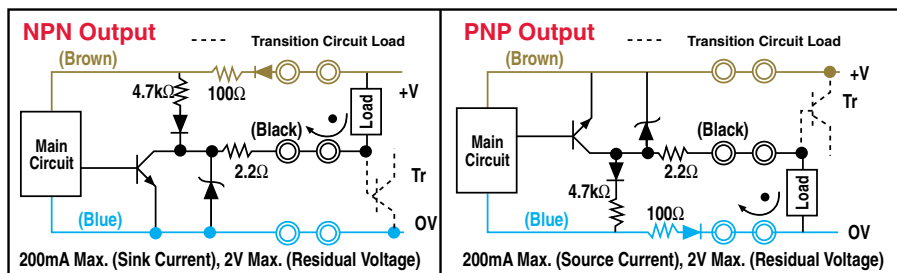 NPN Output
Transition Circuit Load
(Brown)
4.7kΩ
100Ω
+V
Load
(Black)
Main
Circuit
2.2Ω
Tr
(Blue)
OV
200mA Max. (Sink Current), 2V Max. (Residual Voltage)
PNP Output
Transition Circuit Load
(Brown)
+V
Tr
(Black)
Main
Circuit
2.2Ω
4.7kΩ
Load
100Ω
(Blue)
OV
200mA Max. (Source Current), 2V Max. (Residual Voltage)